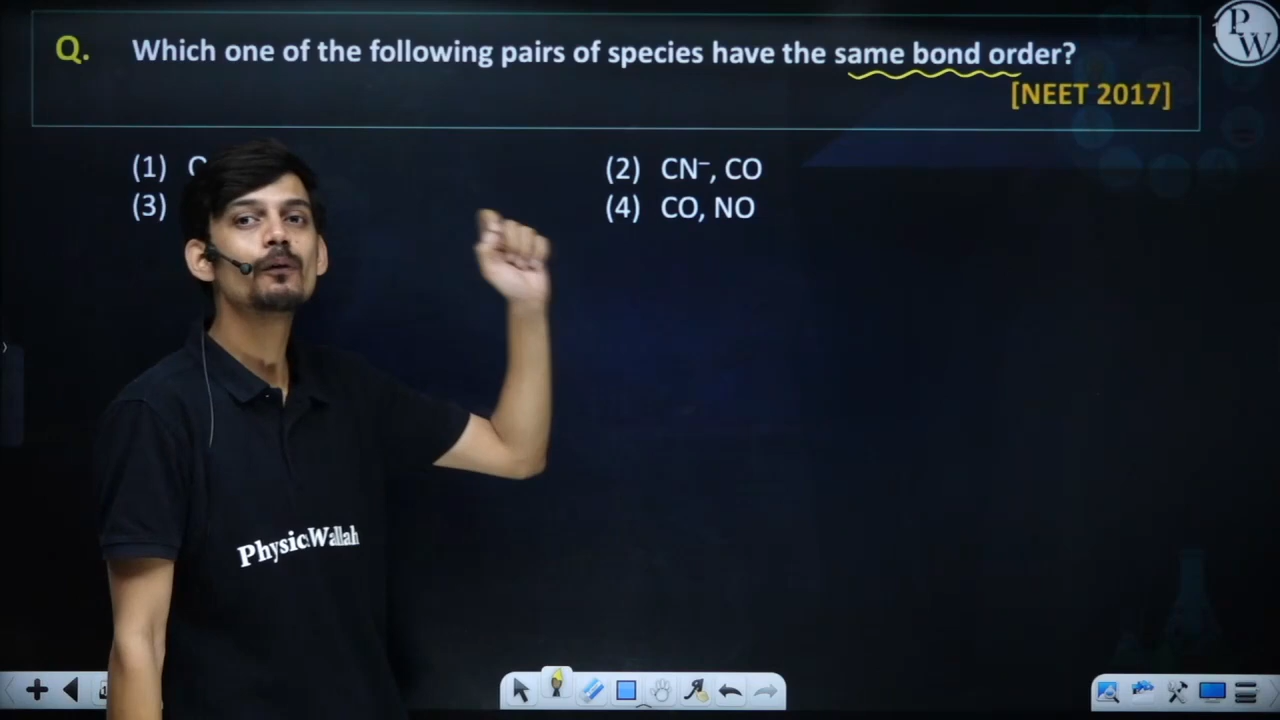 Q. Which one of the following pairs of species have the same bond order?
[NEET 2017]
(1)
(2) CN⁻, CO
(3)
(4) CO, NO
PhysicsWallah
PW